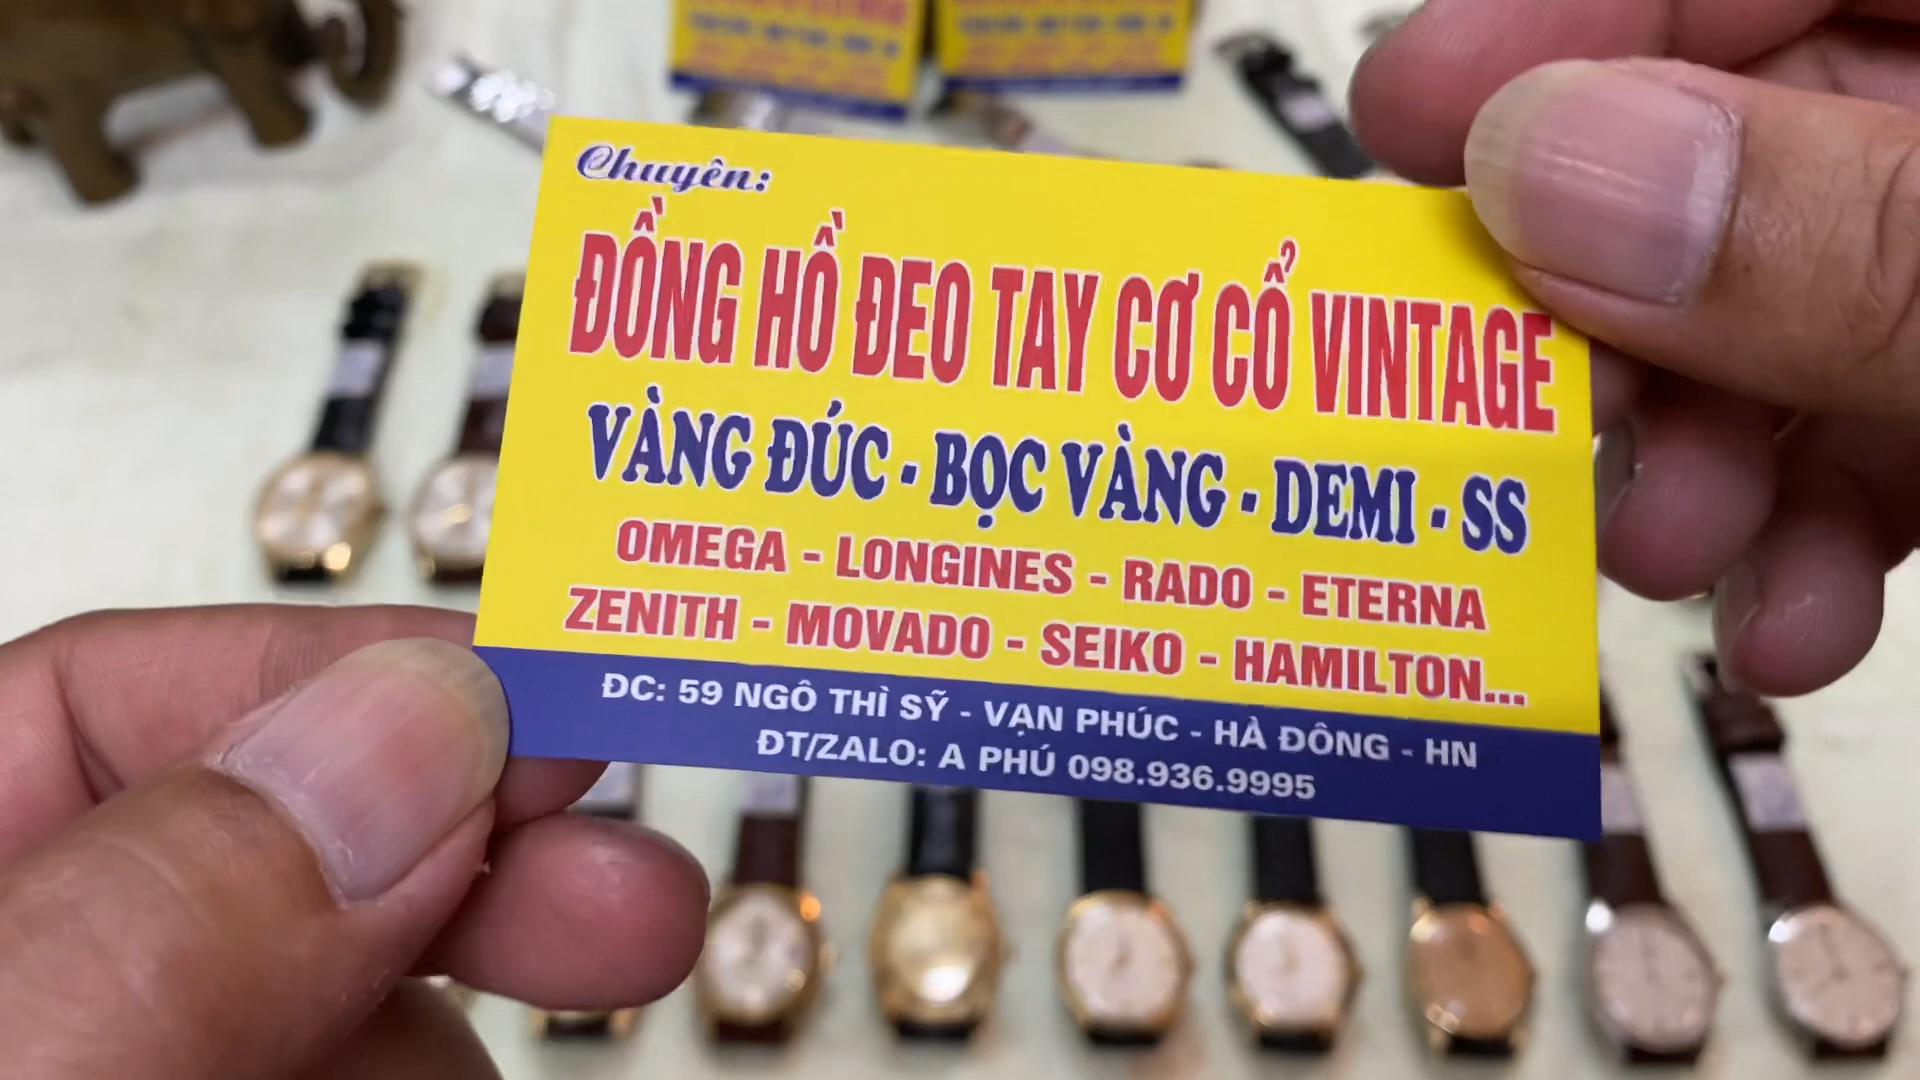 Chuyên:
ĐỒNG HỒ ĐEO TAY CƠ CỔ VINTAGE
VÀNG ĐÚC - BỌC VÀNG - DEMI - SS
OMEGA - LONGINES - RADO - ETERNA
ZENITH - MOVADO - SEIKO - HAMILTON...
ĐC: 59 NGÔ THÌ SỸ - VẠN PHÚC - HÀ ĐÔNG - HN
ĐT/ZALO: A PHÚ 098.936.9995